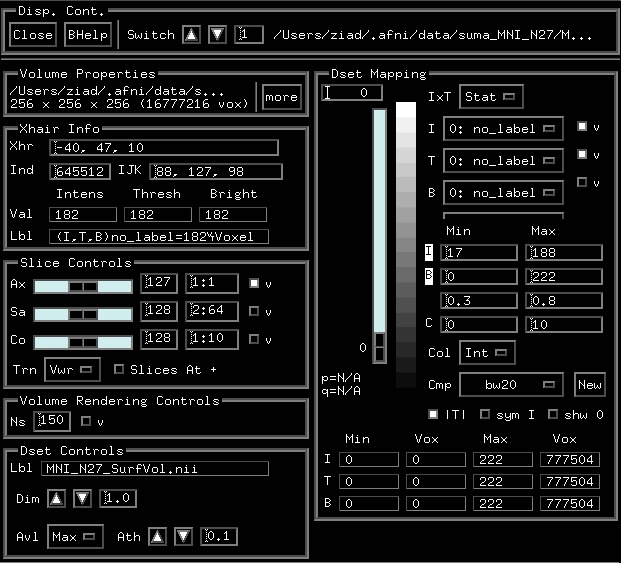 Disp. Cont.
Close BHelp Switch 1 /Users/ziad/.afni/data/suma_MNI_N27/M...
Volume Properties
/Users/ziad/.afni/data/s...
256 x 256 x 256 (16777216 vox) more
Xhair Info
Xhr -40, 47, 10
Ind 645512 IJK 88, 127, 98
Intens Thresh Bright
Val 182 182 182
Lbl (I,T,B)no_label=182%Voxel
Slice Controls
Ax 127 1:1 v
Sa 128 2:64 v
Co 128 1:10 v
Trn Vwr Slices At +
Volume Rendering Controls
Ns 150 v
Dset Controls
Lbl MNI_N27_SurfVol.nii
Dim 1.0
Avl Max Ath 0.1
Dset Mapping
I 0 IxT Stat
I 0: no_label v
T 0: no_label v
B 0: no_label v
Min Max
I 17 188
B 0 222
0.3 0.8
C 0 10
0
Col Int
p=N/A
q=N/A
Cmp bw20 New
|T| sym I shw 0
Min Vox Max Vox
I 0 0 222 777504
T 0 0 222 777504
B 0 0 222 777504